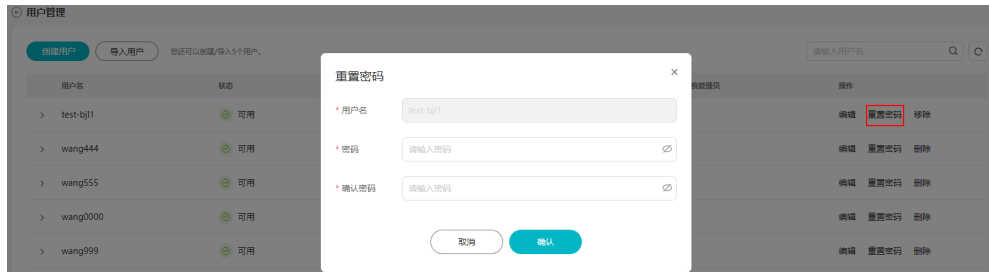 用户管理
创建用户 导入用户 您还可以创建/导入5个用户。 请输入用户名
用户名 状态 统管理员 操作
test-bjl1 可用 编辑 重置密码 移除
wang444 可用 编辑 重置密码 删除
wang555 可用 编辑 重置密码 删除
wang0000 可用 编辑 重置密码 删除
wang999 可用 编辑 重置密码 删除
重置密码
* 用户名 test-bjl1
* 密码 请输入密码
* 确认密码 请输入密码
取消 确认